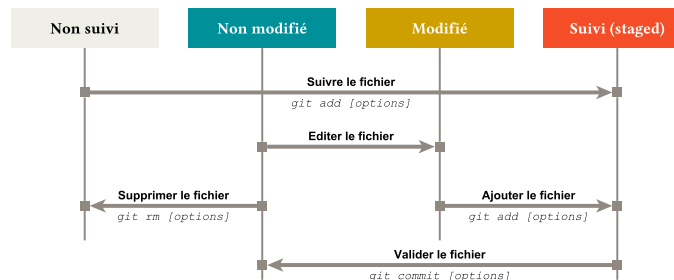 Non suivi
Non modifié
Modifié
Suivi (staged)
Suivre le fichier
git add [options]
Editer le fichier
Supprimer le fichier
git rm [options]
Ajouter le fichier
git add [options]
Valider le fichier
git commit [options]